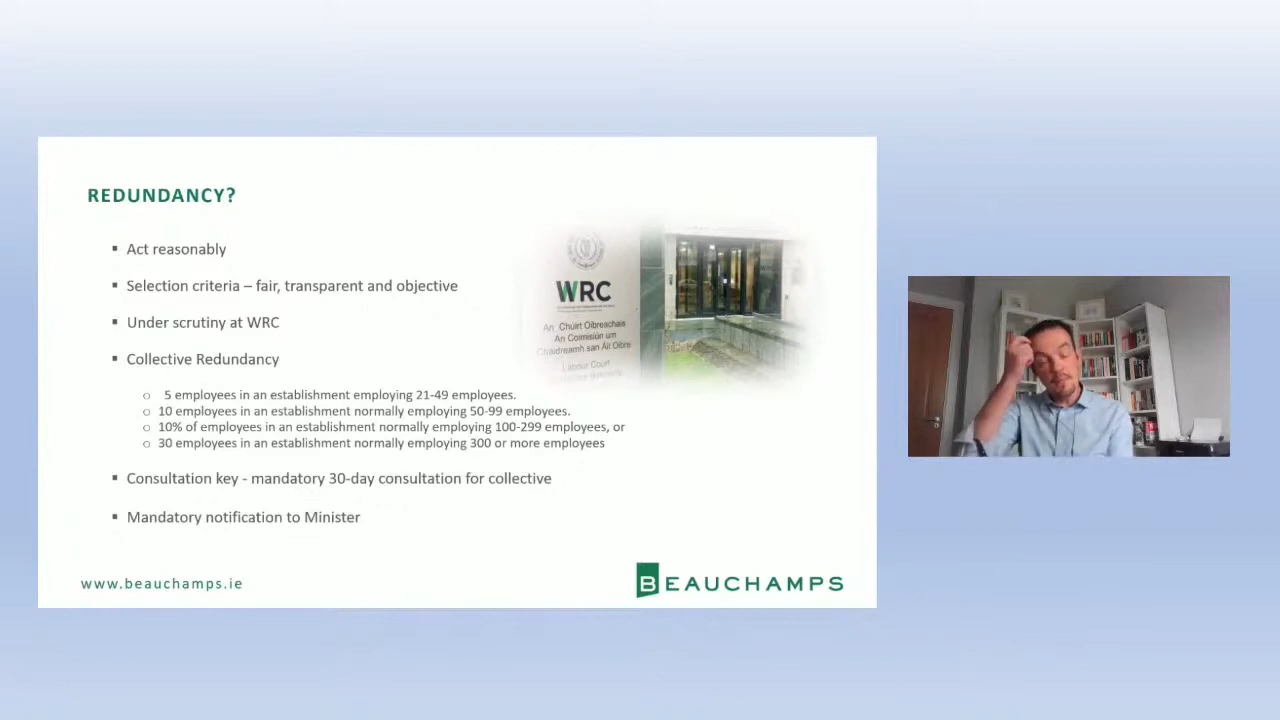 REDUNDANCY?
▪ Act reasonably
▪ Selection criteria – fair, transparent and objective
▪ Under scrutiny at WRC
▪ Collective Redundancy
○ 5 employees in an establishment employing 21-49 employees.
○ 10 employees in an establishment normally employing 50-99 employees.
○ 10% of employees in an establishment normally employing 100-299 employees, or
○ 30 employees in an establishment normally employing 300 or more employees
▪ Consultation key - mandatory 30-day consultation for collective
▪ Mandatory notification to Minister
WRC
An Chúirt Oibreachais
An Coimisiún um
Chaidreamh san Áit Oibre
Labour Court
www.beauchamps.ie
BEAUCHAMPS